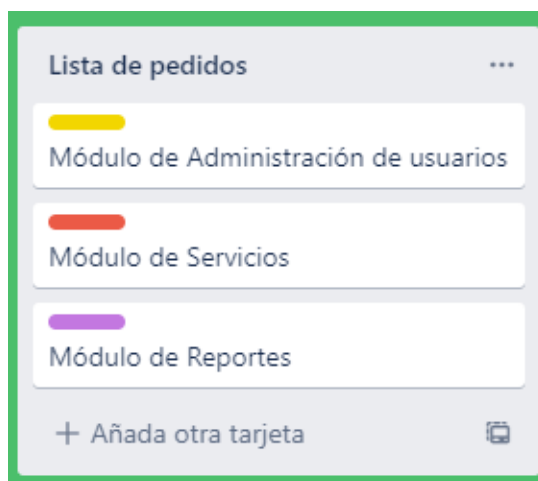 Lista de pedidos
Módulo de Administración de usuarios
Módulo de Servicios
Módulo de Reportes
+ Añada otra tarjeta